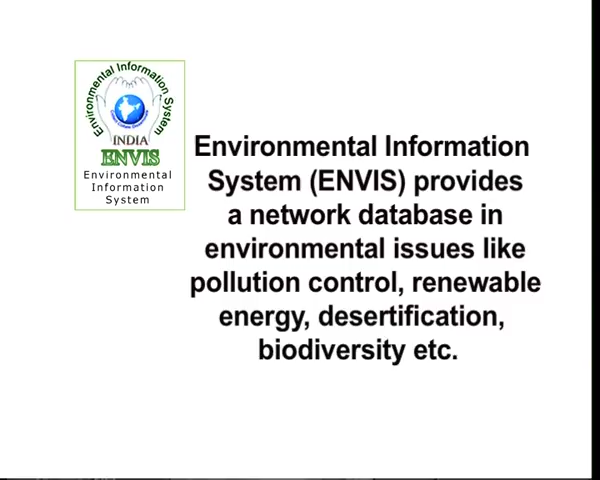 Environmental Information System
INDIA
ENVIS
Environmental
Information
System
Environmental Information
System (ENVIS) provides
a network database in
environmental issues like
pollution control, renewable
energy, desertification,
biodiversity etc.